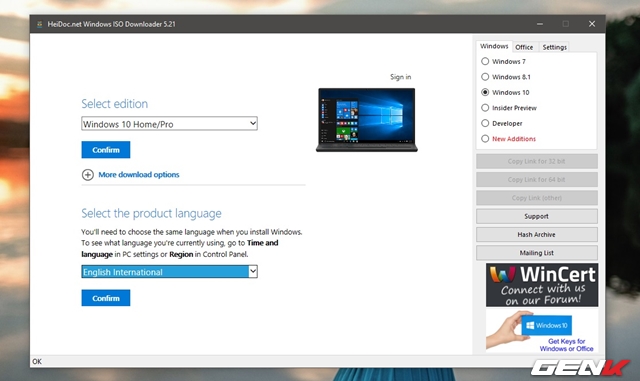 HeiDoc.net Windows ISO Downloader 5.21
Sign in
Select edition
Windows 10 Home/Pro
Confirm
More download options
Select the product language
You'll need to choose the same language when you install Windows.
To see what language you're currently using, go to Time and
language in PC settings or Region in Control Panel.
English International
Confirm
Windows
Office
Settings
Windows 7
Windows 8.1
Windows 10
Insider Preview
Developer
New Additions
Copy Link for 32 bit
Copy Link for 64 bit
Copy Link (other)
Support
Hash Archive
Mailing List
WinCert
Connect with us
on our Forum!
Windows 10
Get Keys for
Windows or Office
OK
GENK